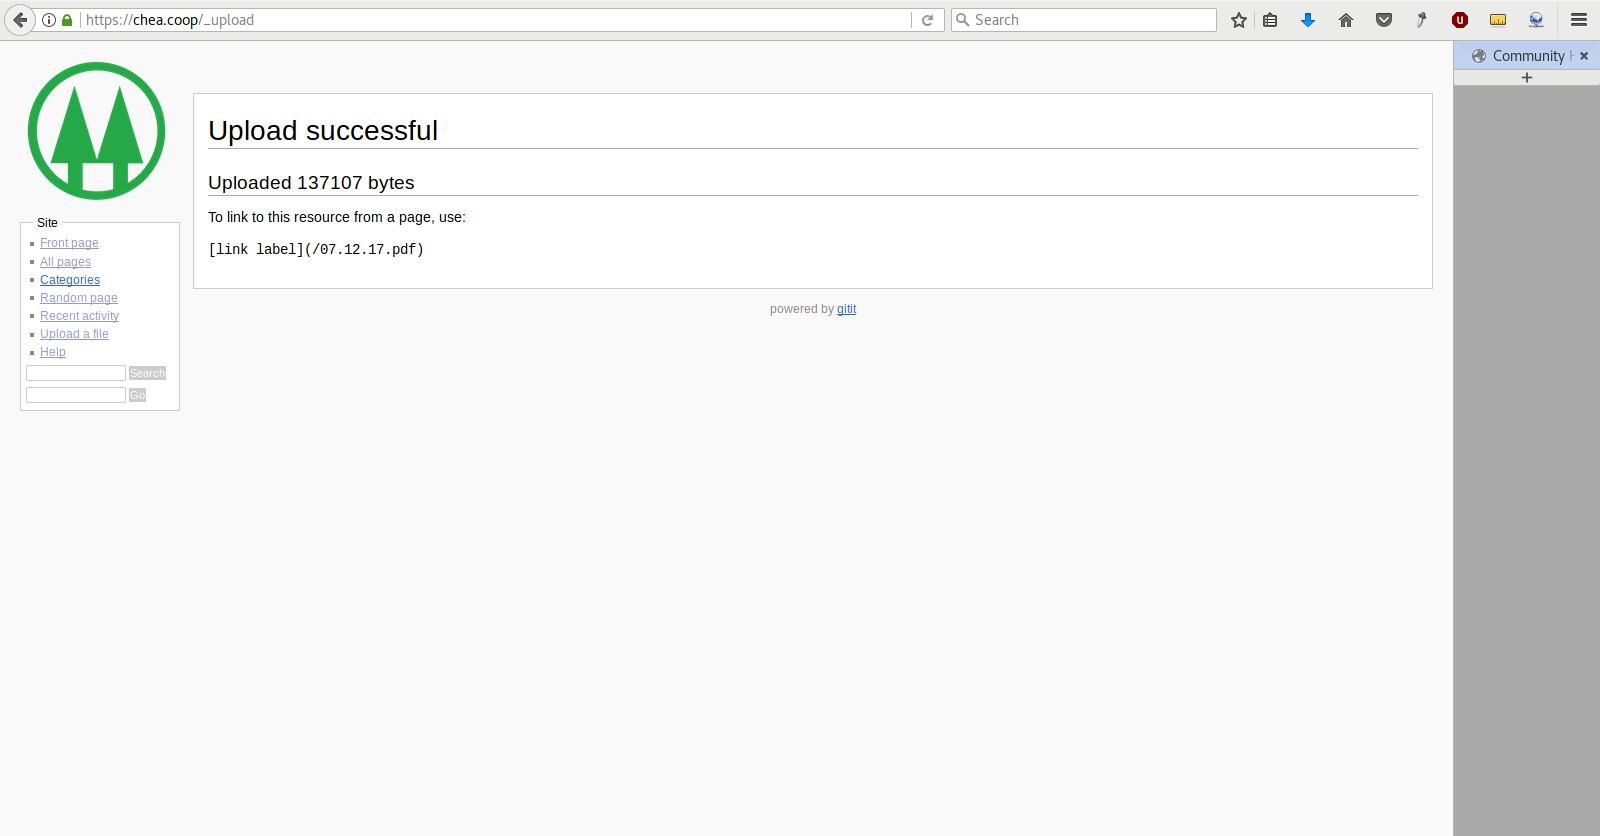 https://chea.coop/_upload
Search
Community
Upload successful
Uploaded 137107 bytes
To link to this resource from a page, use:
[link label](/07.12.17.pdf)
Site
Front page
All pages
Categories
Random page
Recent activity
Upload a file
Help
Search
Go
powered by gitit